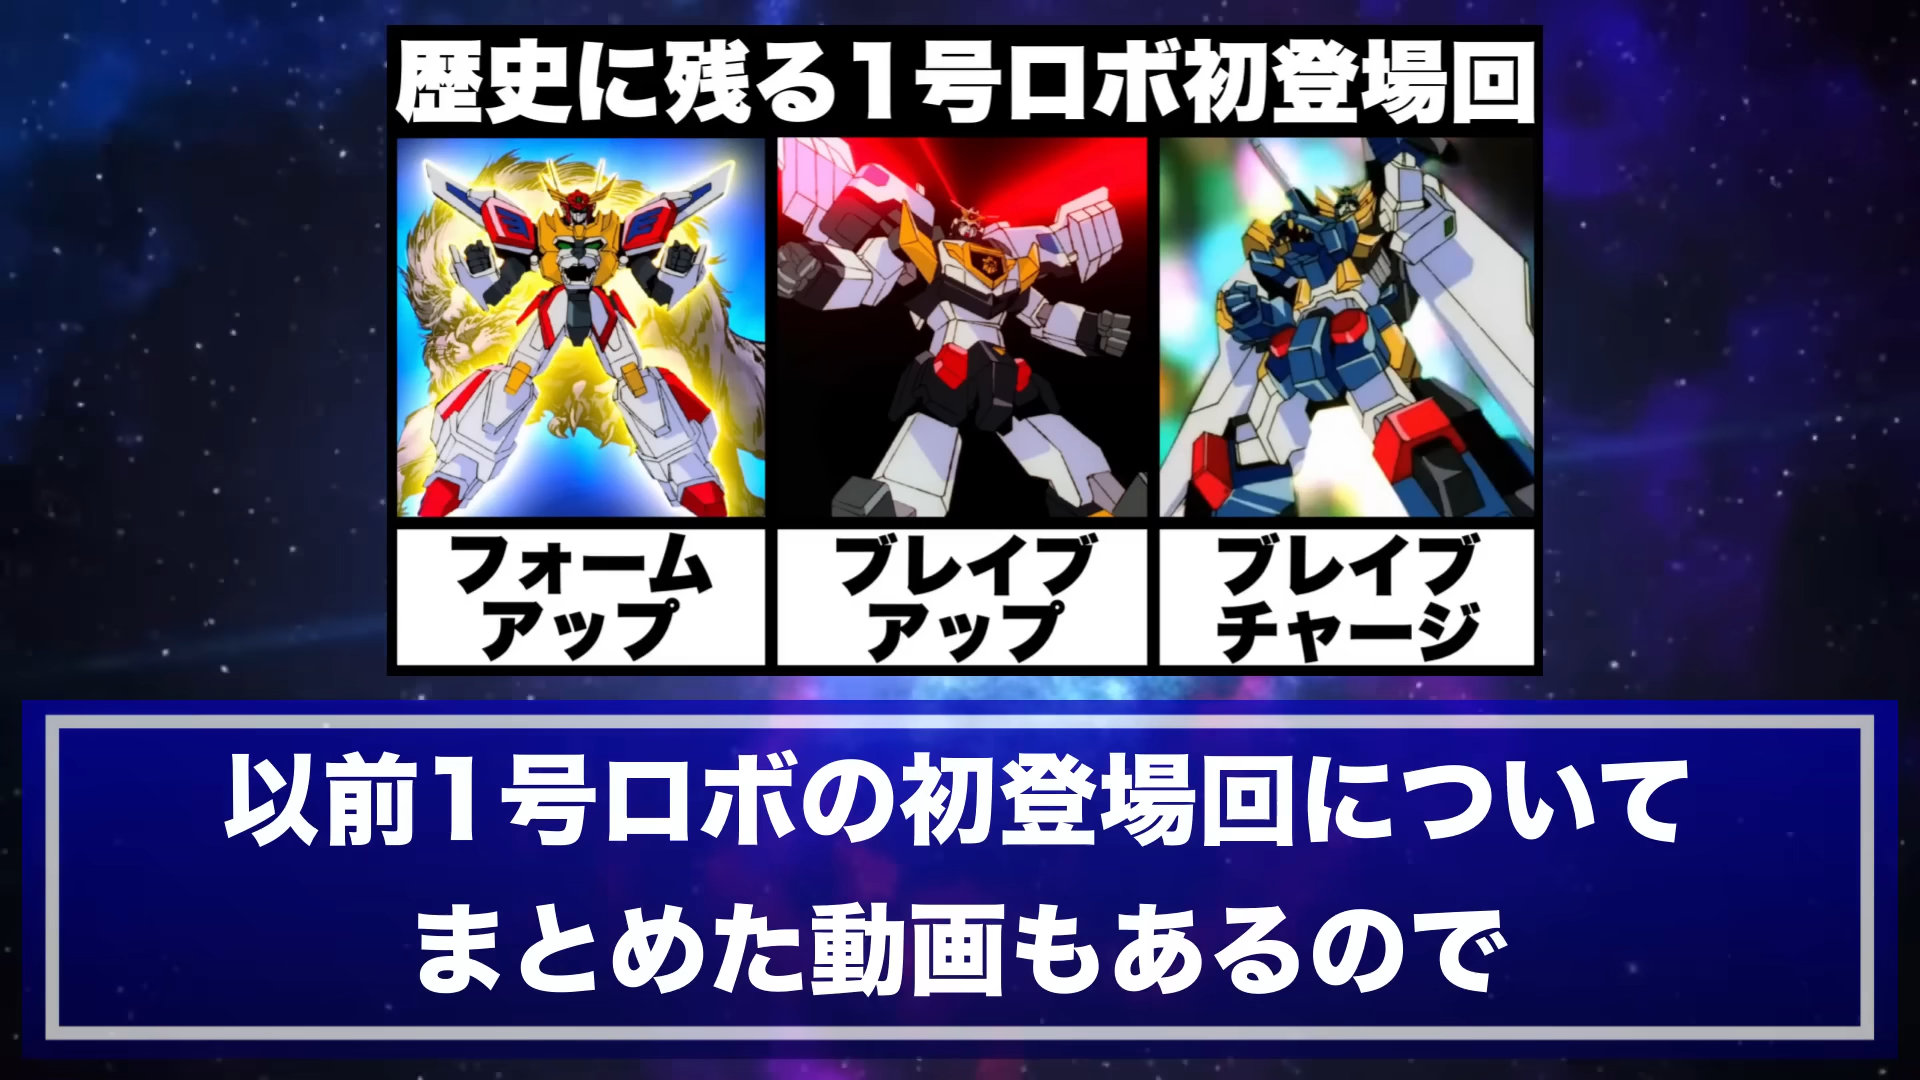 歴史に残る1号ロボ初登場回
フォーム
アップ
ブレイブ
アップ
ブレイブ
チャージ
以前1号ロボの初登場回について
まとめた動画もあるので